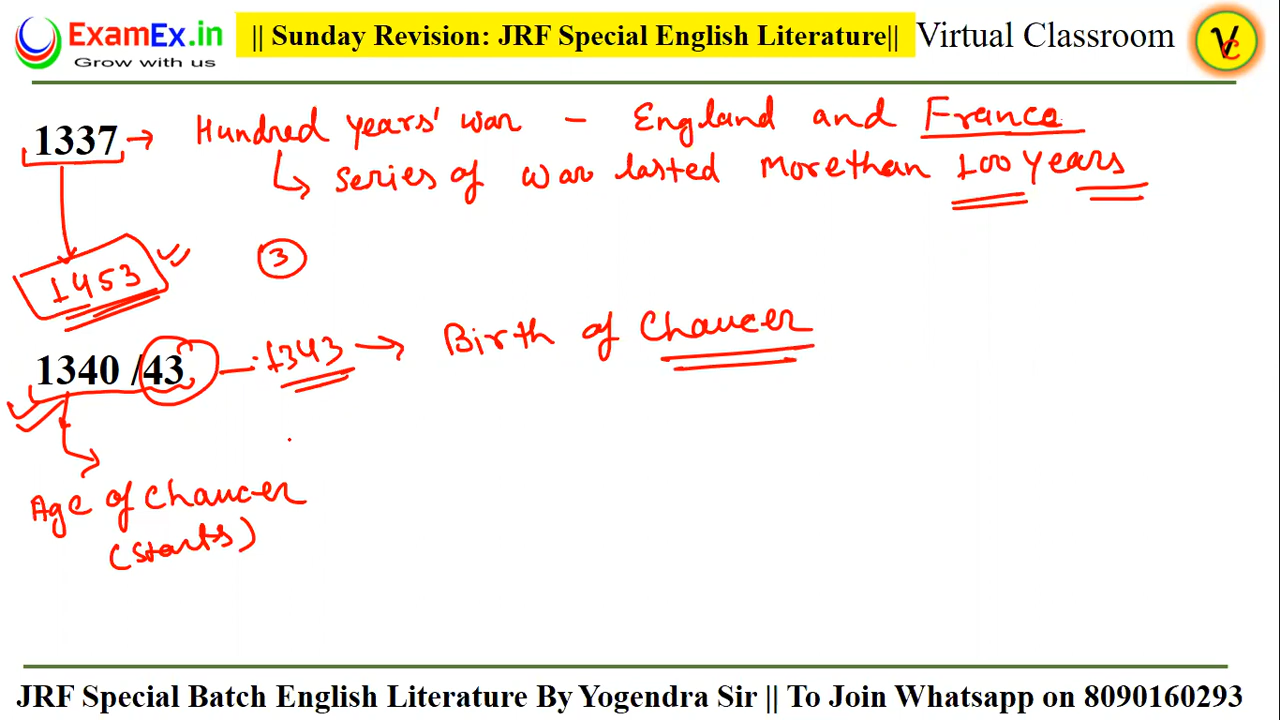 ExamEx.in
Grow with us
|| Sunday Revision: JRF Special English Literature||
Virtual Classroom
VC
1337 → Hundred years' war - England and France
↳ series of war lasted more than 100 years
1453
3
1340 /43 - 1343 → Birth of Chaucer
Age of Chaucer
(starts)
JRF Special Batch English Literature By Yogendra Sir || To Join Whatsapp on 8090160293